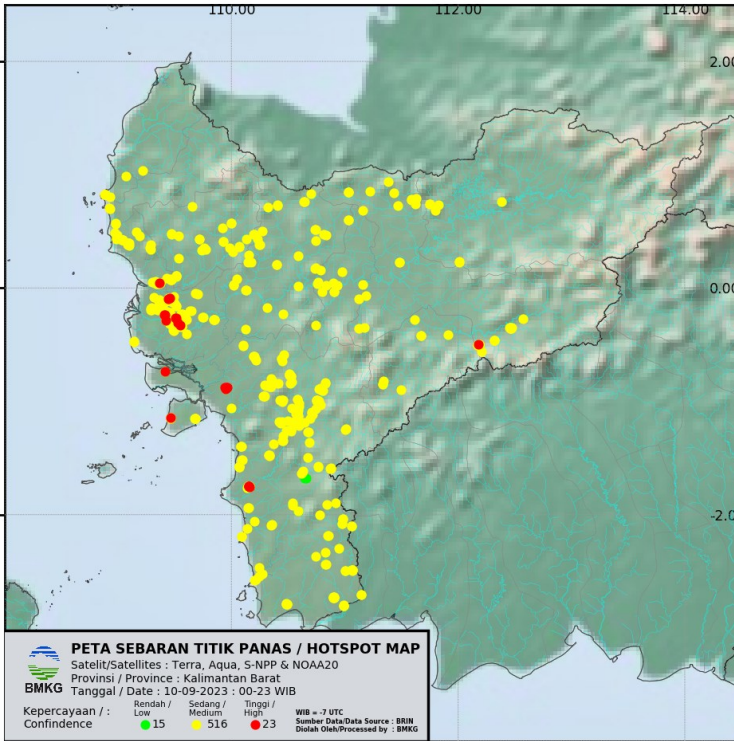 110.00 112.00 114.00
2.00
0.00
-2.0
PETA SEBARAN TITIK PANAS / HOTSPOT MAP
Satelit/Satellites : Terra, Aqua, S-NPP & NOAA20
Provinsi / Province : Kalimantan Barat
Tanggal / Date : 10-09-2023 : 00-23 WIB
BMKG
Kepercayaan / :
Confindence
Rendah /
Low
15
Sedang /
Medium
516
Tinggi /
High
23
WIB = -7 UTC
Sumber Data/Data Source : BRIN
Diolah Oleh/Processed by : BMKG